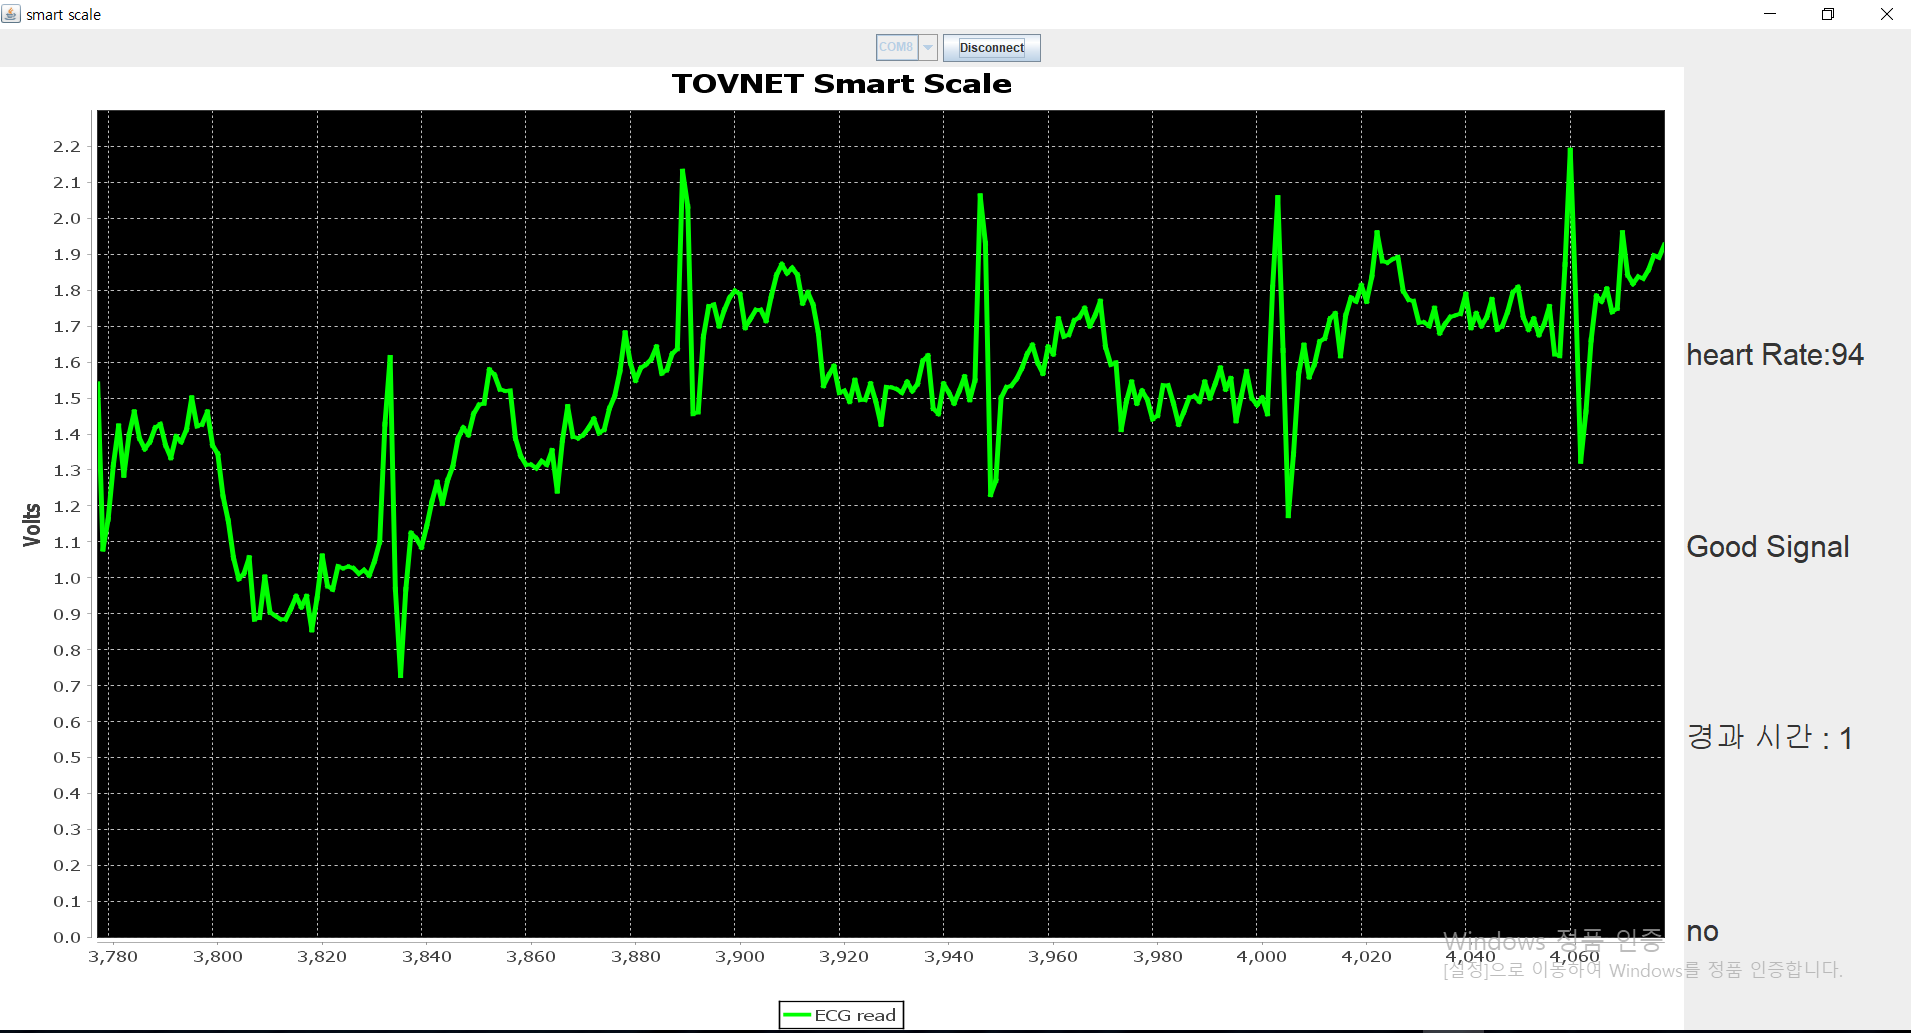 smart scale
COM8
Disconnect
TOVNET Smart Scale
2.2
2.1
2.0
1.9
1.8
1.7
1.6
1.5
1.4
1.3
1.2
1.1
1.0
0.9
0.8
0.7
0.6
0.5
0.4
0.3
0.2
0.1
0.0
Volts
3,780 3,800 3,820 3,840 3,860 3,880 3,900 3,920 3,940 3,960 3,980 4,000 4,020 4,040 4,060
ECG read
heart Rate:94
Good Signal
경과 시간 : 1
no
Windows 정품 인증
[설정]으로 이동하여 Windows를 정품 인증합니다.